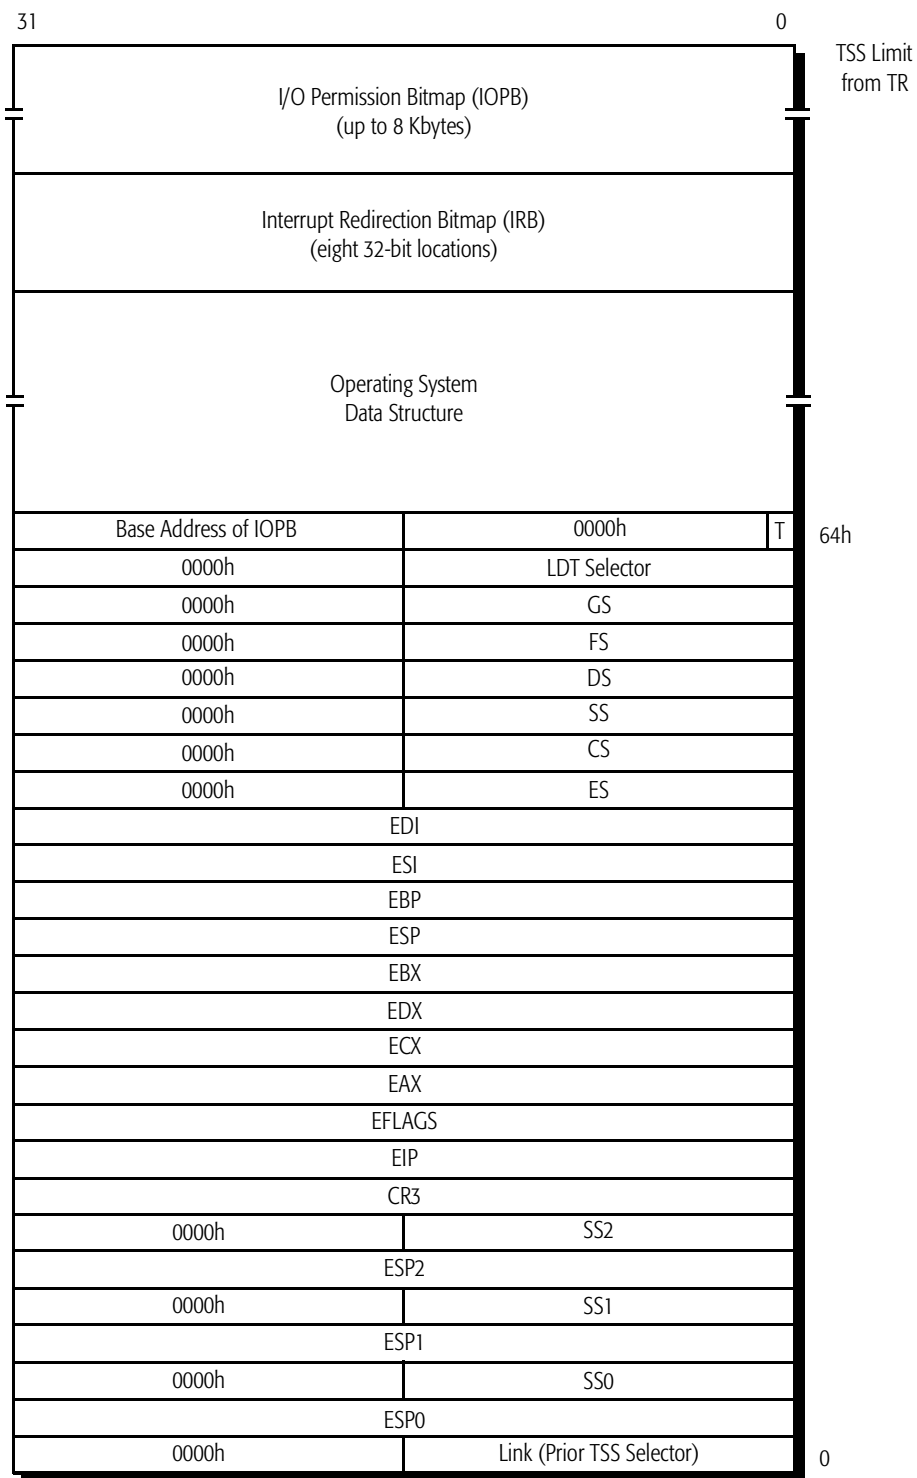 31 0
TSS Limit
from TR
I/O Permission Bitmap (IOPB)
(up to 8 Kbytes)
Interrupt Redirection Bitmap (IRB)
(eight 32-bit locations)
Operating System
Data Structure
Base Address of IOPB 0000h T 64h
0000h LDT Selector
0000h GS
0000h FS
0000h DS
0000h SS
0000h CS
0000h ES
EDI
ESI
EBP
ESP
EBX
EDX
ECX
EAX
EFLAGS
EIP
CR3
0000h SS2
ESP2
0000h SS1
ESP1
0000h SS0
ESP0
0000h Link (Prior TSS Selector) 0